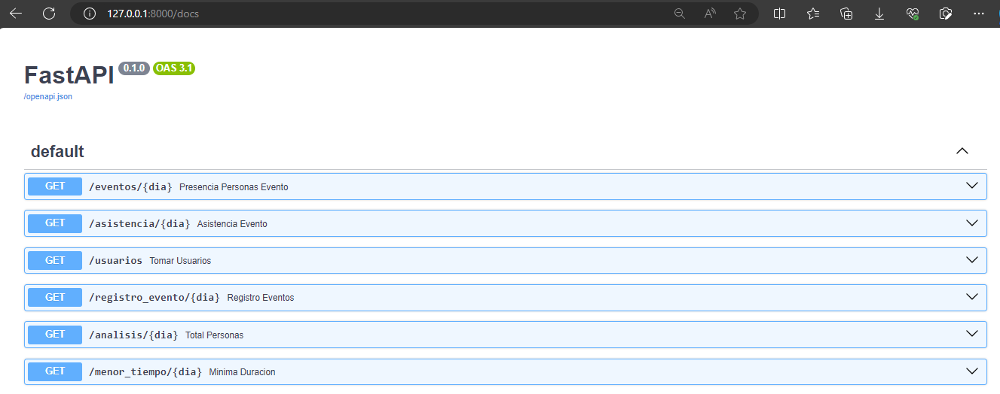 127.0.0.1:8000/docs
FastAPI 0.1.0 OAS 3.1
/openapi.json
default
GET /eventos/{dia} Presencia Personas Evento
GET /asistencia/{dia} Asistencia Evento
GET /usuarios Tomar Usuarios
GET /registro_evento/{dia} Registro Eventos
GET /analisis/{dia} Total Personas
GET /menor_tiempo/{dia} Minima Duracion